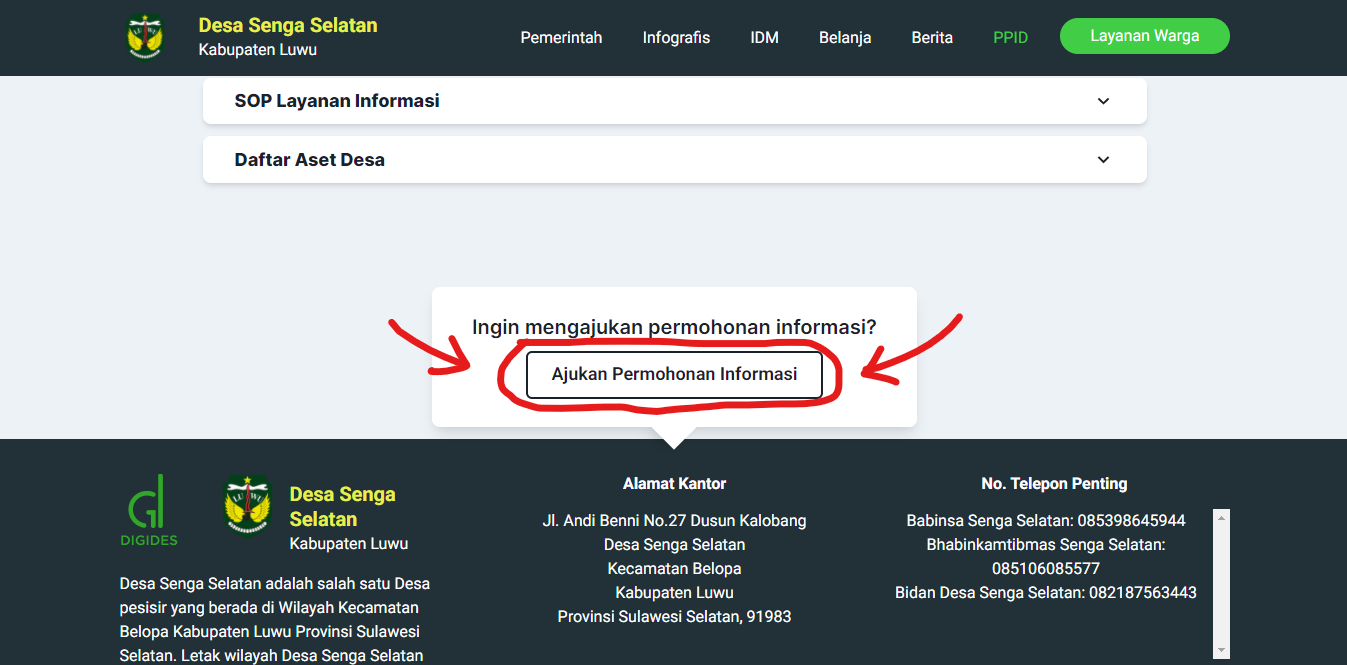 Desa Senga Selatan
Kabupaten Luwu
Pemerintah Infografis IDM Belanja Berita PPID Layanan Warga
SOP Layanan Informasi
Daftar Aset Desa
Ingin mengajukan permohonan informasi?
Ajukan Permohonan Informasi
DIGIDES
Desa Senga
Selatan
Kabupaten Luwu
Desa Senga Selatan adalah salah satu Desa
pesisir yang berada di Wilayah Kecamatan
Belopa Kabupaten Luwu Provinsi Sulawesi
Selatan. Letak wilayah Desa Senga Selatan
Alamat Kantor
Jl. Andi Benni No.27 Dusun Kalobang
Desa Senga Selatan
Kecamatan Belopa
Kabupaten Luwu
Provinsi Sulawesi Selatan, 91983
No. Telepon Penting
Babinsa Senga Selatan: 085398645944
Bhabinkamtibmas Senga Selatan:
085106085577
Bidan Desa Senga Selatan: 082187563443